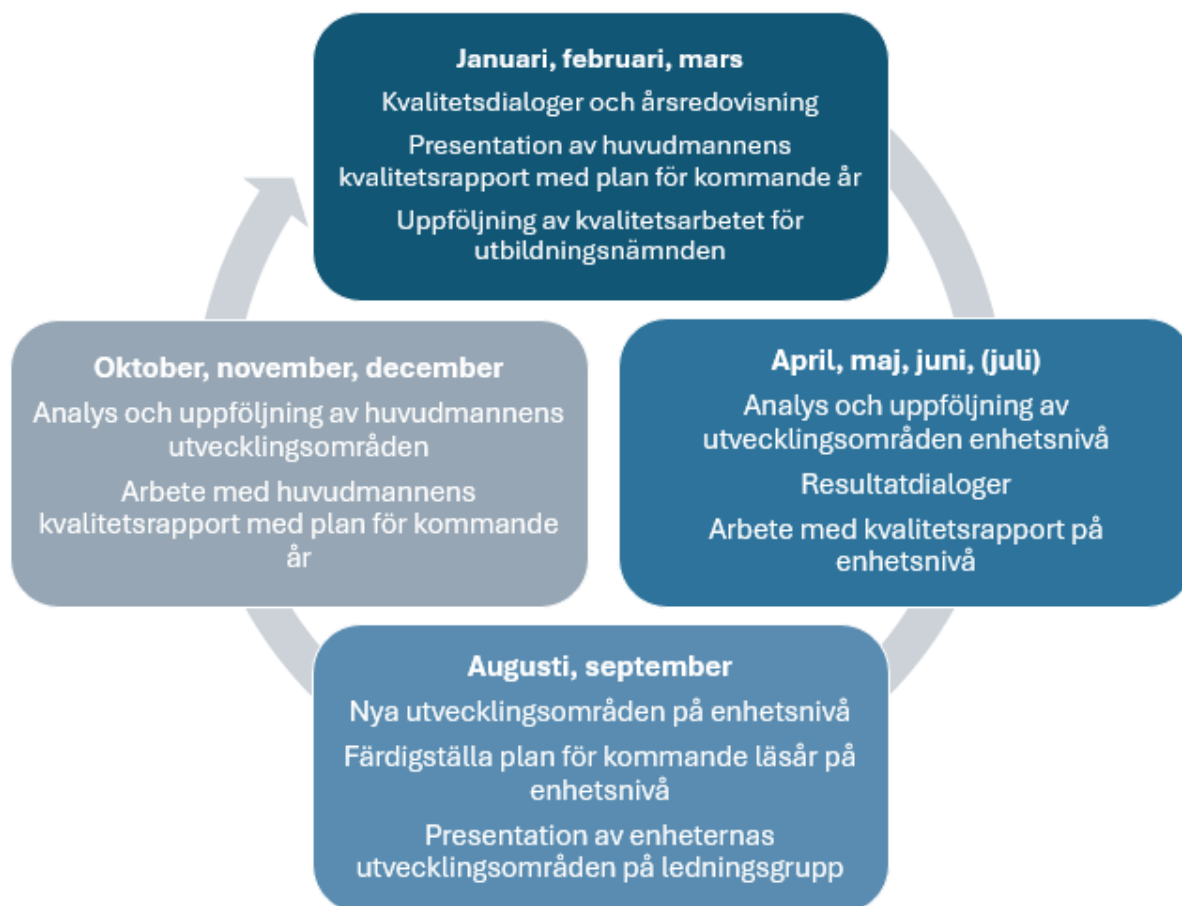 Januari, februari, mars
Kvalitetsdialoger och årsredovisning
Presentation av huvudmannens
kvalitetsrapport med plan för kommande år
Uppföljning av kvalitetsarbetet för
utbildningsnämnden
April, maj, juni, (juli)
Analys och uppföljning av
utvecklingsområden enhetsnivå
Resultatdialoger
Arbete med kvalitetsrapport på
enhetsnivå
Augusti, september
Nya utvecklingsområden på enhetsnivå
Färdigställa plan för kommande läsår på
enhetsnivå
Presentation av enheternas
utvecklingsområden på ledningsgrupp
Oktober, november, december
Analys och uppföljning av huvudmannens
utvecklingsområden
Arbete med huvudmannens
kvalitetsrapport med plan för kommande
år